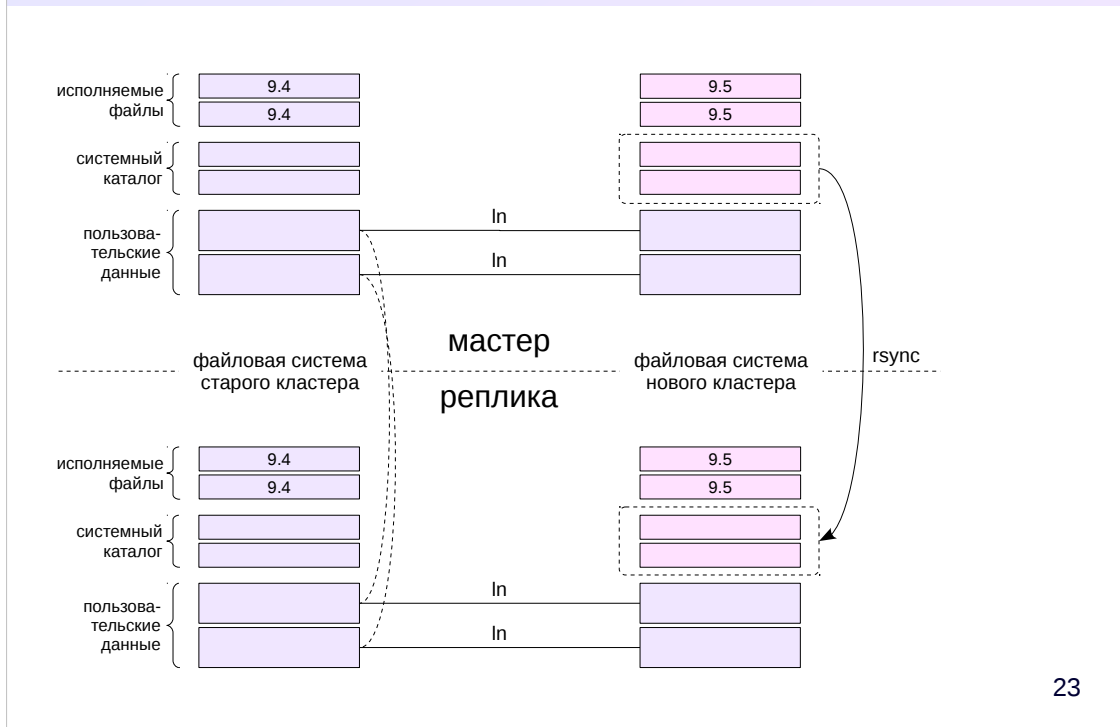 исполняемые
файлы
9.4
9.4
9.5
9.5
системный
каталог
пользова-
тельские
данные
ln
ln
мастер
файловая система
старого кластера
файловая система
нового кластера
rsync
реплика
исполняемые
файлы
9.4
9.4
9.5
9.5
системный
каталог
пользова-
тельские
данные
ln
ln
23